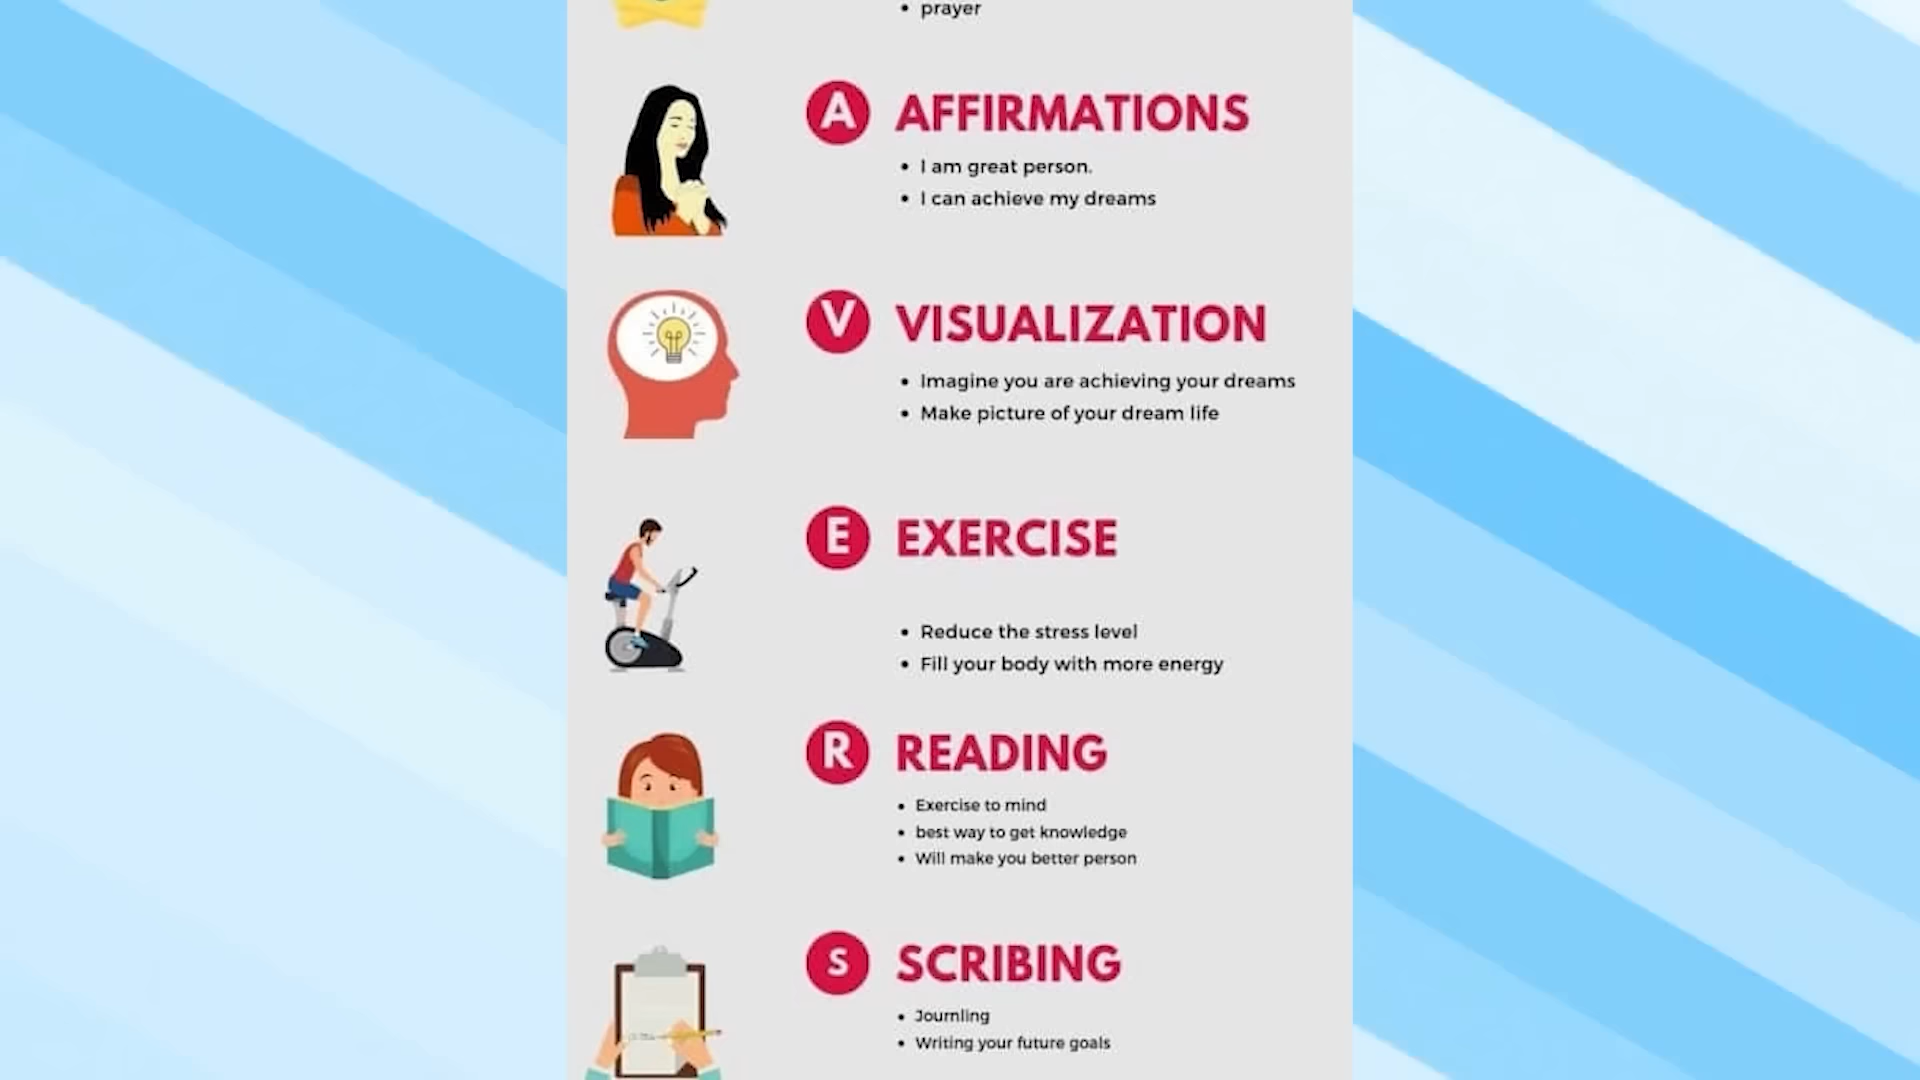 • prayer
A AFFIRMATIONS
• I am great person.
• I can achieve my dreams
V VISUALIZATION
• Imagine you are achieving your dreams
• Make picture of your dream life
E EXERCISE
• Reduce the stress level
• Fill your body with more energy
R READING
• Exercise to mind
• best way to get knowledge
• Will make you better person
S SCRIBING
• Journling
• Writing your future goals